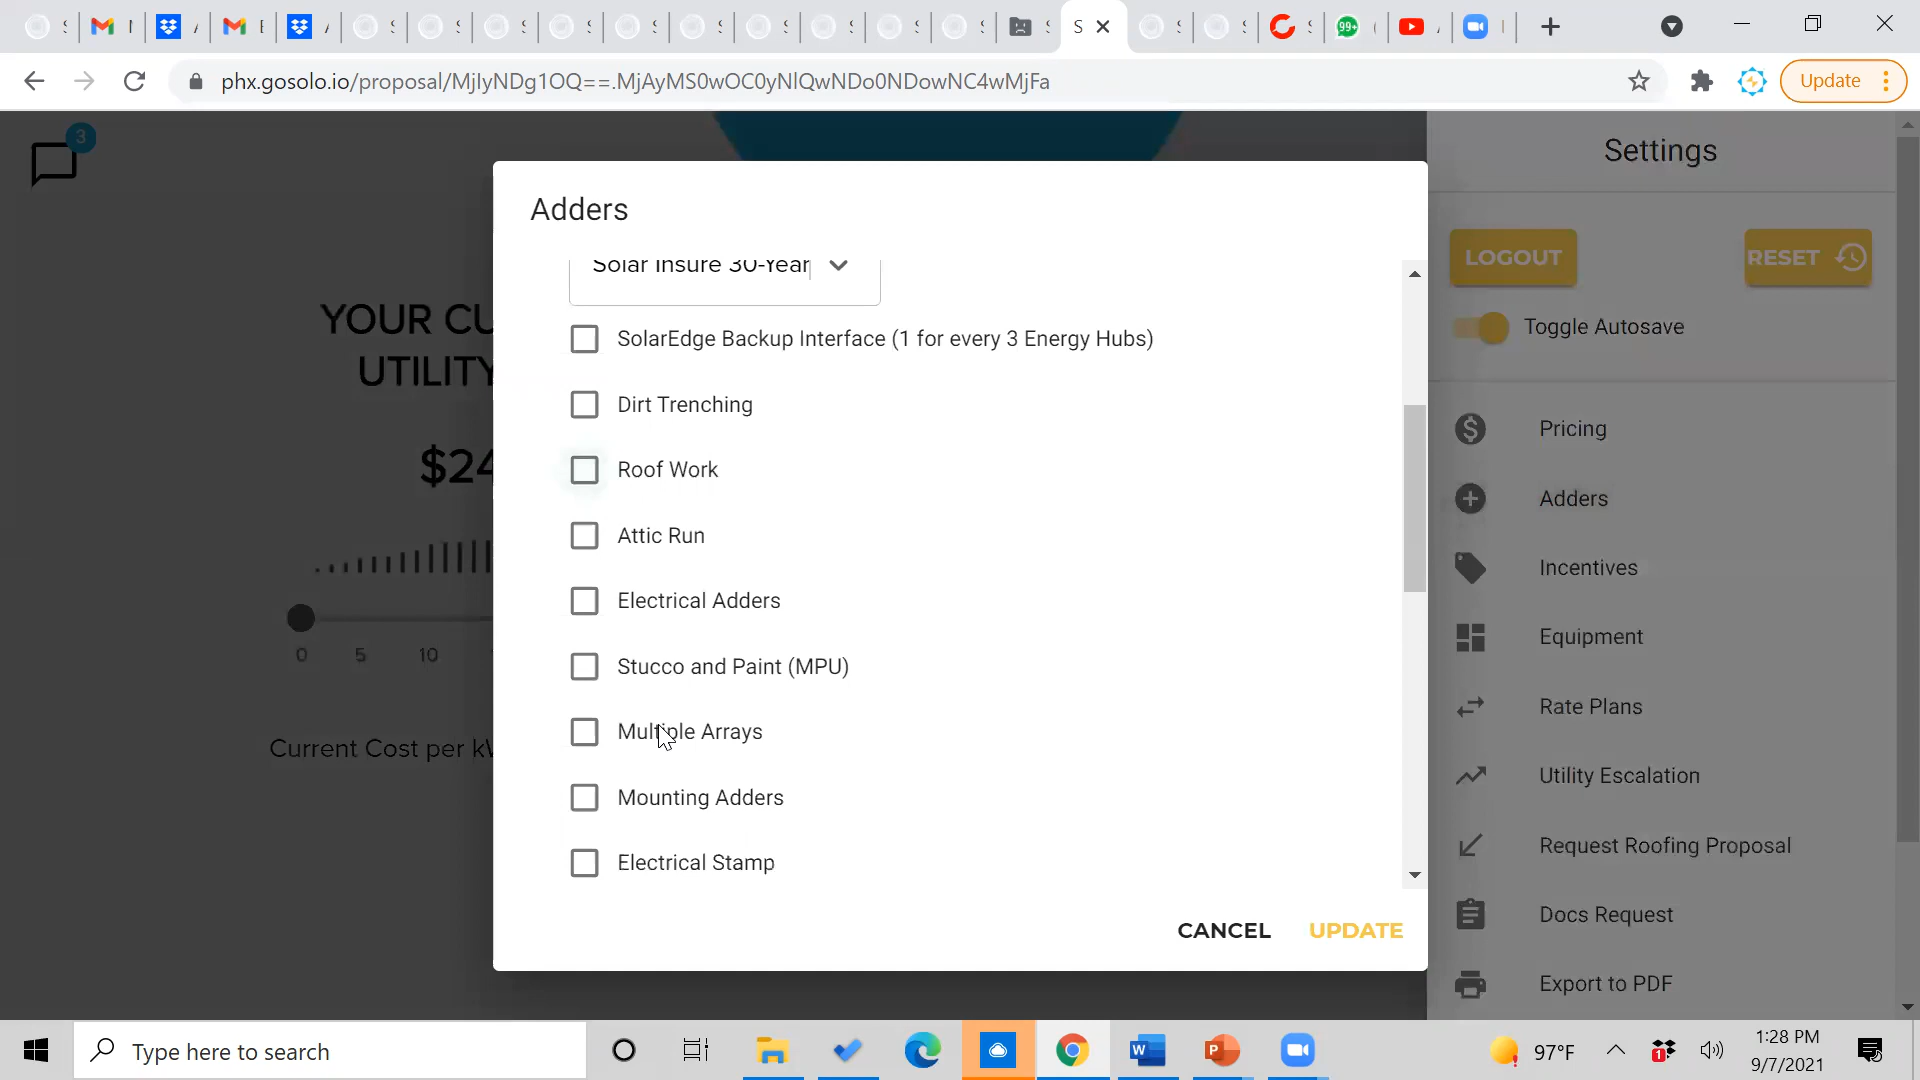 phx.gosolo.io/proposal/MjIyNDg1OQ==.MjAyMS0wOC0yNlQwNDo0NDowNC4wMjFa
Update
3
Settings
Adders
LOGOUT
RESET
Toggle Autosave
Solar Insure 30-Year
SolarEdge Backup Interface (1 for every 3 Energy Hubs)
Dirt Trenching
Roof Work
Attic Run
Electrical Adders
Stucco and Paint (MPU)
Multiple Arrays
Mounting Adders
Electrical Stamp
CANCEL
UPDATE
YOUR CU
UTILITY
$24
0 5 10
Current Cost per kW
Pricing
Adders
Incentives
Equipment
Rate Plans
Utility Escalation
Request Roofing Proposal
Docs Request
Export to PDF
Type here to search
97°F
1:28 PM
9/7/2021